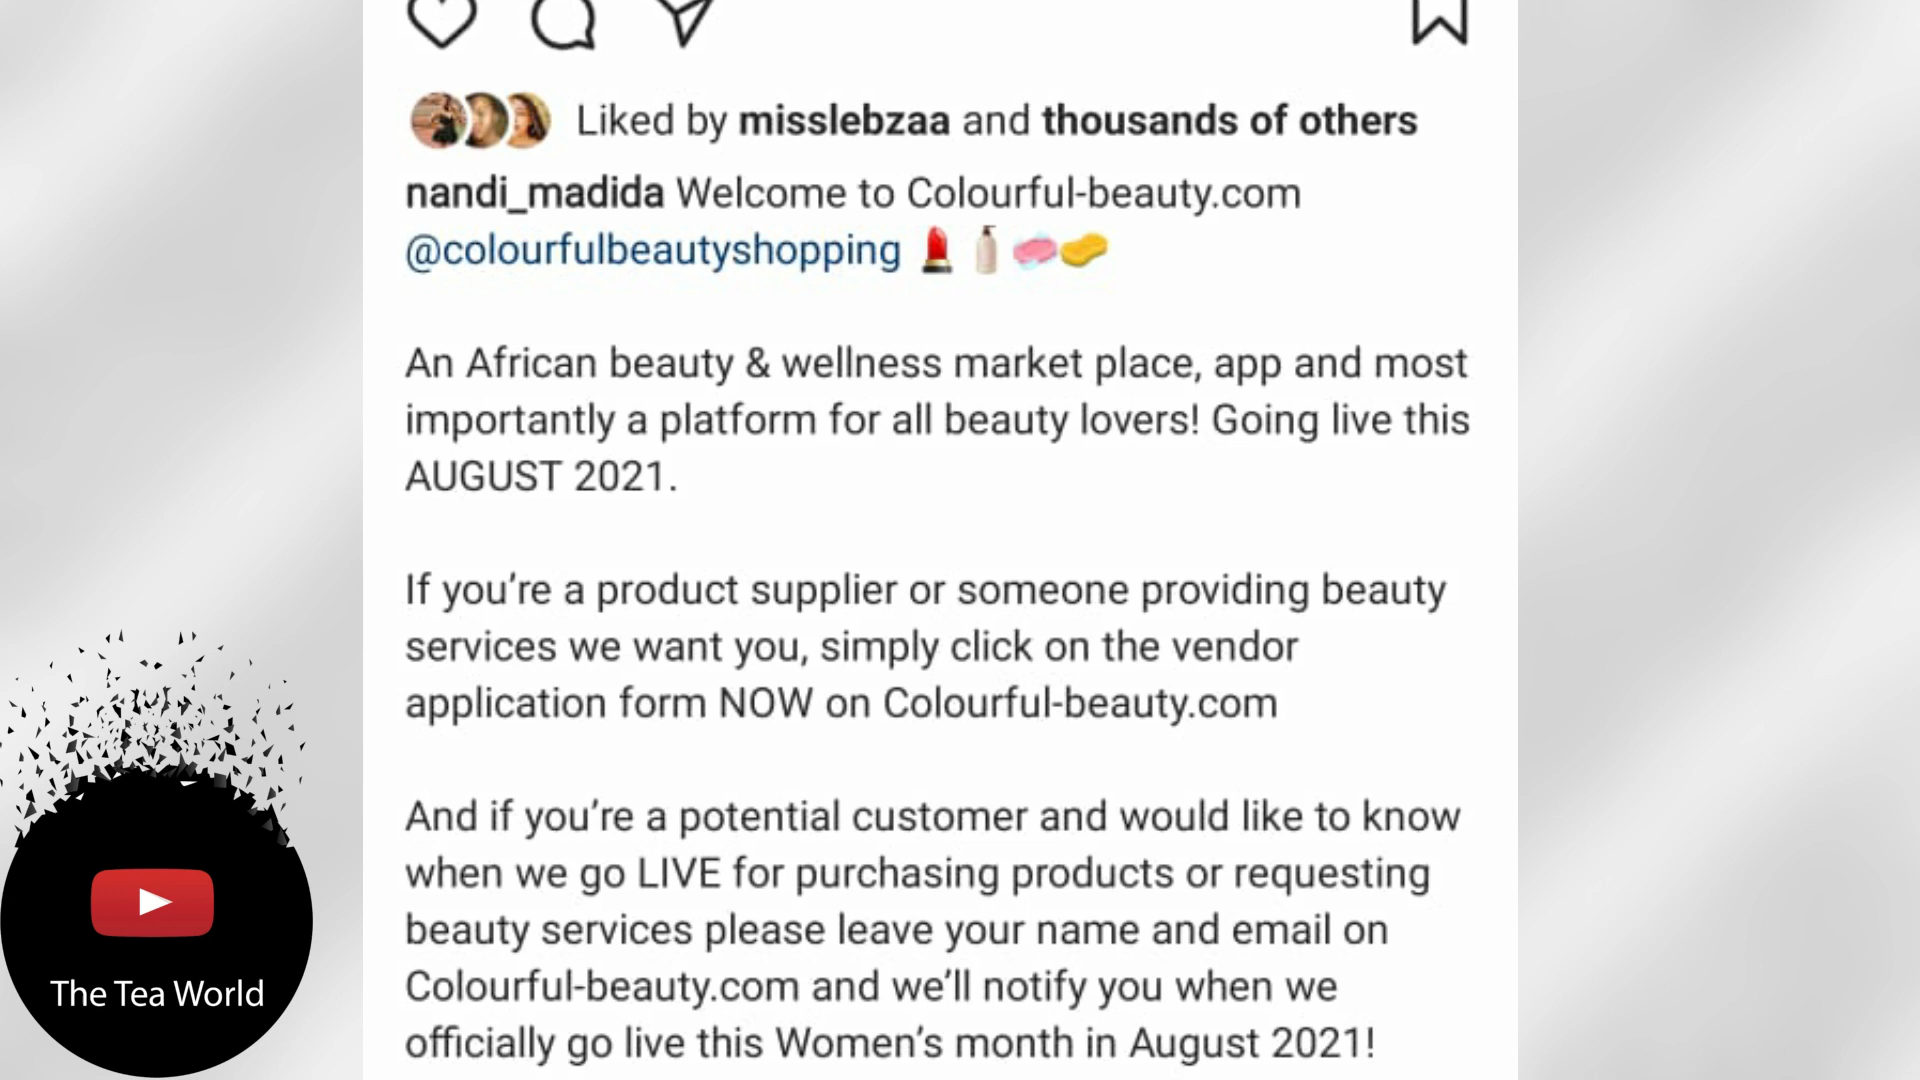 Liked by misslebzaa and thousands of others
nandi_madida Welcome to Colourful-beauty.com
@colourfulbeautyshopping 💄🧴🧼🧽
An African beauty & wellness market place, app and most
importantly a platform for all beauty lovers! Going live this
AUGUST 2021.
If you’re a product supplier or someone providing beauty
services we want you, simply click on the vendor
application form NOW on Colourful-beauty.com
And if you’re a potential customer and would like to know
when we go LIVE for purchasing products or requesting
beauty services please leave your name and email on
Colourful-beauty.com and we’ll notify you when we
officially go live this Women’s month in August 2021!
The Tea World